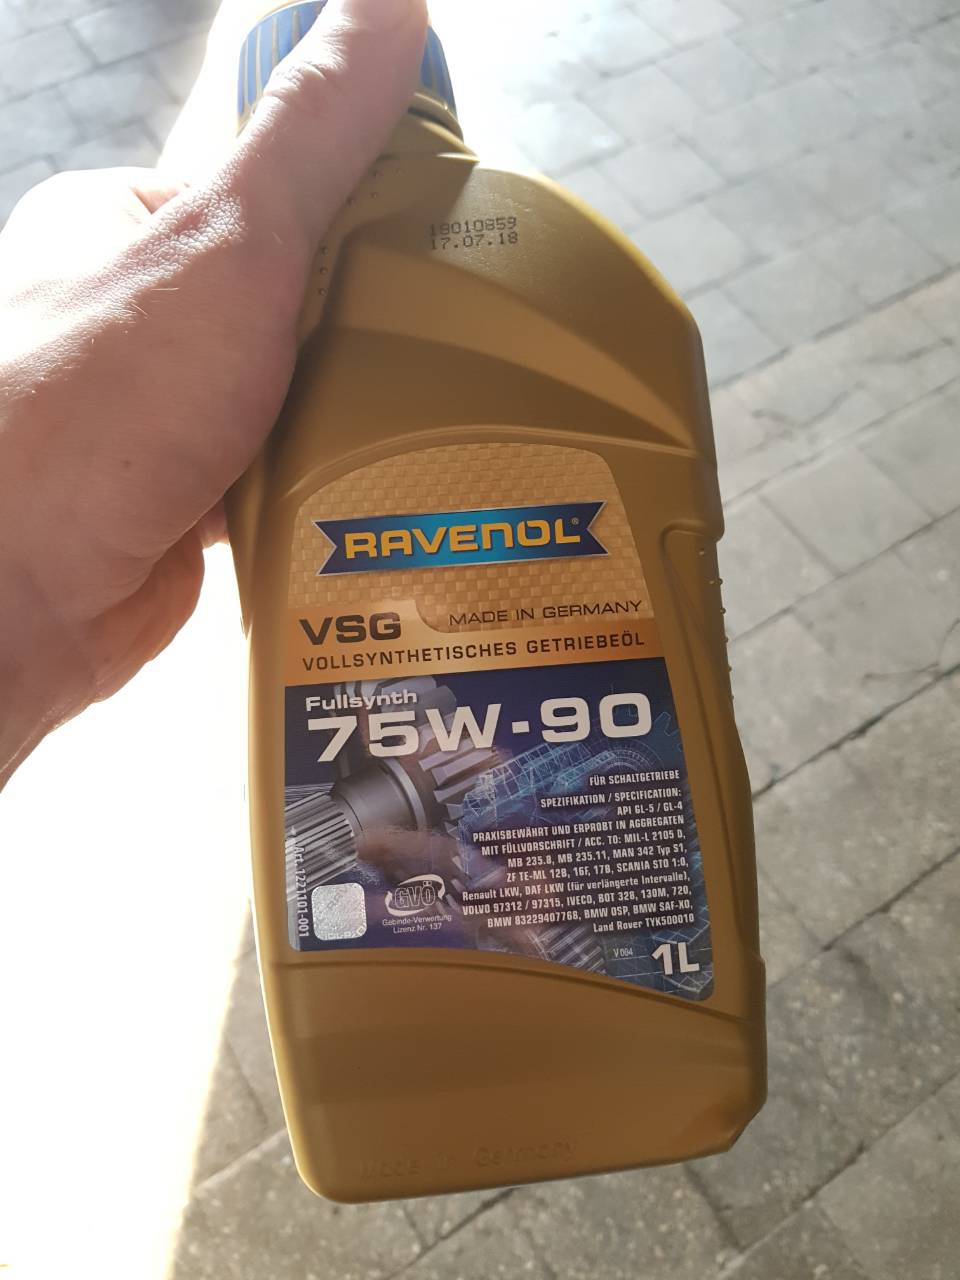 18010859
17.07.18
RAVENOL®
VSG
MADE IN GERMANY
VOLLSYNTHETISCHES GETRIEBEÖL
Fullsynth
75W-90
FÜR SCHALTGETRIEBE
SPEZIFIKATION / SPECIFICATION:
API GL-5 / GL-4
PRAXISBEWÄHRT UND ERPROBT IN AGGREGATEN
MIT FÜLLVORSCHRIFT / ACC. TO: MIL-L 2105 D,
MB 235.8, MB 235.11, MAN 342 Typ S1,
ZF TE-ML 12B, 16F, 17B, SCANIA STO 1:0,
Renault LKW, DAF LKW (für verlängerte Intervalle),
VOLVO 97312 / 97315, IVECO, BOT 328, 130M, 720,
BMW 83229407768, BMW OSP, BMW SAF-XO,
Land Rover TYK500010
Art. 1221101-001
GVÖ
Gebinde-Verwertung
Lizenz Nr. 137
V 004
1L
Made in Germany